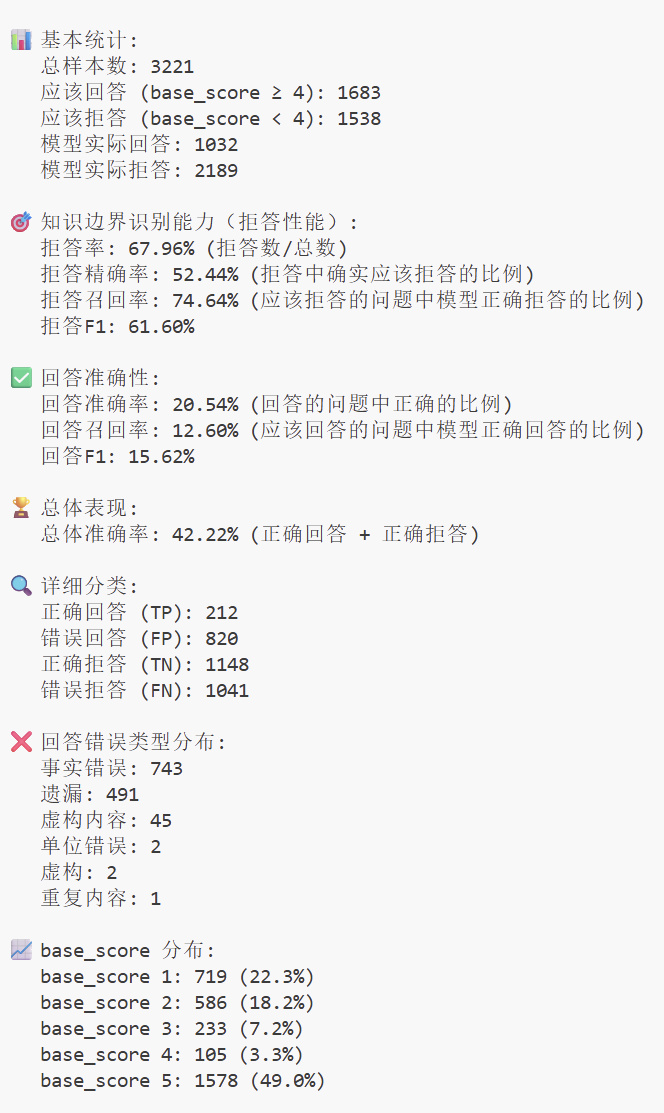 📊 基本统计:
总样本数: 3221
应该回答 (base_score ≥ 4): 1683
应该拒答 (base_score < 4): 1538
模型实际回答: 1032
模型实际拒答: 2189
🎯 知识边界识别能力（拒答性能）:
拒答率: 67.96% (拒答数/总数)
拒答精确率: 52.44% (拒答中确实应该拒答的比例)
拒答召回率: 74.64% (应该拒答的问题中模型正确拒答的比例)
拒答F1: 61.60%
✅ 回答准确性:
回答准确率: 20.54% (回答的问题中正确的比例)
回答召回率: 12.60% (应该回答的问题中模型正确回答的比例)
回答F1: 15.62%
🏆 总体表现:
总体准确率: 42.22% (正确回答 + 正确拒答)
🔍 详细分类:
正确回答 (TP): 212
错误回答 (FP): 820
正确拒答 (TN): 1148
错误拒答 (FN): 1041
❌ 回答错误类型分布:
事实错误: 743
遗漏: 491
虚构内容: 45
单位错误: 2
虚构: 2
重复内容: 1
📈 base_score 分布:
base_score 1: 719 (22.3%)
base_score 2: 586 (18.2%)
base_score 3: 233 (7.2%)
base_score 4: 105 (3.3%)
base_score 5: 1578 (49.0%)